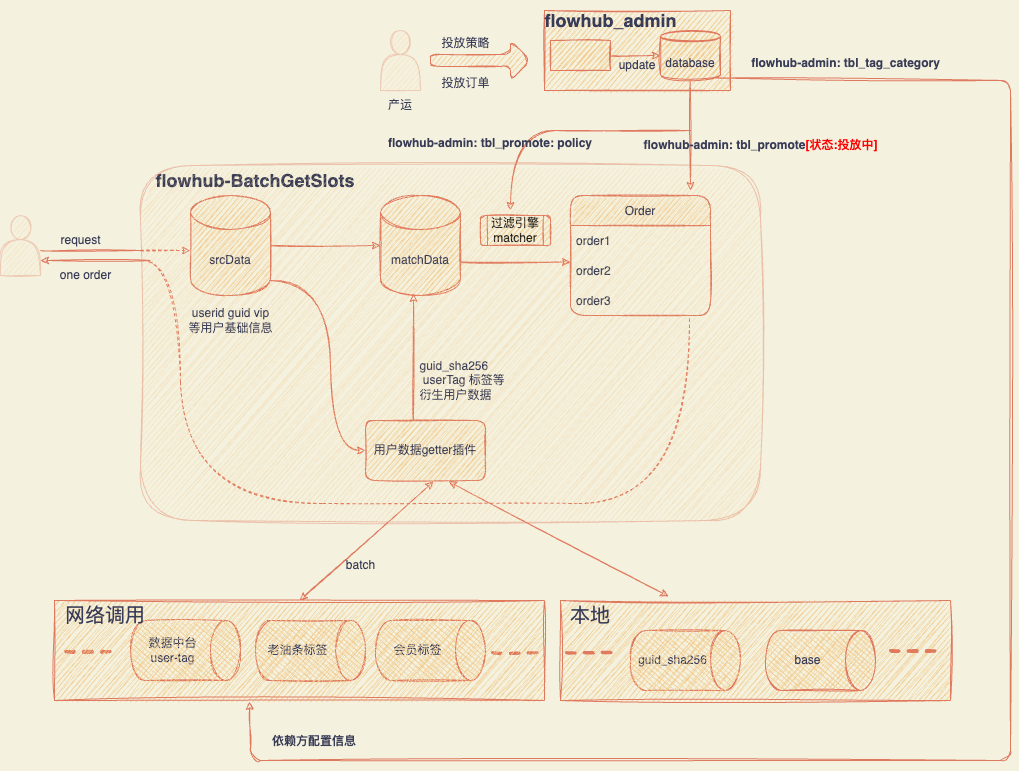 flowhub_admin
投放策略
update
database
投放订单
产运
flowhub-admin: tbl_tag_category
flowhub-admin: tbl_promote: policy
flowhub-admin: tbl_promote[状态:投放中]
flowhub-BatchGetSlots
request
one order
srcData
userid guid vip
等用户基础信息
matchData
过滤引擎
matcher
Order
order1
order2
order3
guid_sha256
userTag 标签等
衍生用户数据
用户数据getter插件
batch
网络调用
数据中台
user-tag
老油条标签
会员标签
本地
guid_sha256
base
依赖方配置信息